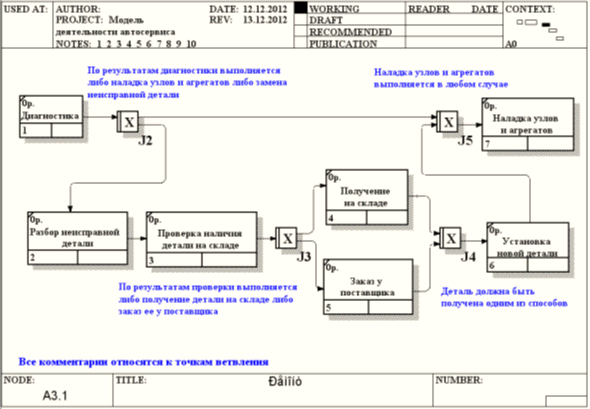 USED AT:
AUTHOR:
DATE: 12.12.2012
WORKING
READER
DATE
CONTEXT:
PROJECT: Модель
REV: 13.12.2012
DRAFT
деятельности автосервиса
RECOMMENDED
NOTES: 1 2 3 4 5 6 7 8 9 10
PUBLICATION
A0
По результатам диагностики выполняется
либо наладка узлов и агрегатов либо замена
неисправной детали
Наладка узлов и агрегатов
выполняется в любом случае
0р.
Диагностика
1
X
J2
X
J5
0р.
Наладка узлов
и агрегатов
7
0р.
Разбор неисправной
детали
2
0р.
Проверка наличия
детали на складе
3
X
J3
0р.
Получение
на складе
4
0р.
Заказ у
поставщика
5
X
J4
0р.
Установка
новой детали
6
По результатам проверки выполняется
либо получение детали на складе либо
заказ ее у поставщика
Деталь должна быть
получена одним из способов
Все комментарии относятся к точкам ветвления
NODE:
TITLE:
NUMBER:
A3.1
Ðåìîíò